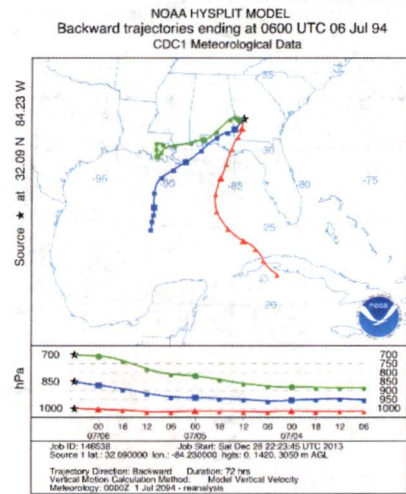 NOAA HYSPLIT MODEL
Backward trajectories ending at 0600 UTC 06 Jul 94
CDC1 Meteorological Data
Source ★ at 32.09 N 84.23 W
35
30
-95
-90
-85
-80
-75
25
20
noaa
hPa
700
850
1000
700
750
800
850
900
950
1000
00 18 12 06 00 18 12 06 00 18 12 06
07/06 07/05 07/04
Job ID: 146538 Job Start: Sat Dec 28 22:23:45 UTC 2013
Source 1 lat.: 32.090000 lon.: -84.230000 hgts: 0, 1420, 3050 m AGL
Trajectory Direction: Backward Duration: 72 hrs
Vertical Motion Calculation Method: Model Vertical Velocity
Meteorology: 0000Z 1 Jul 2094 - reanalysis